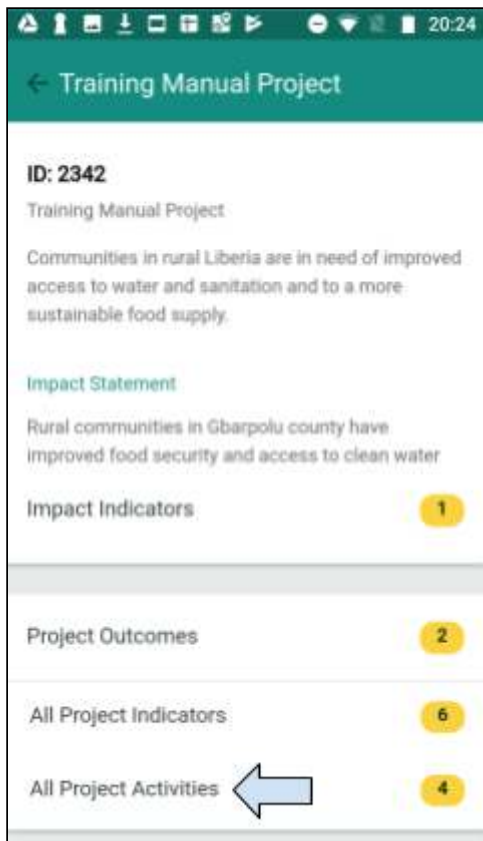 20:24
Training Manual Project
ID: 2342
Training Manual Project
Communities in rural Liberia are in need of improved
access to water and sanitation and to a more
sustainable food supply.
Impact Statement
Rural communities in Gbarpolu county have
improved food security and access to clean water
Impact Indicators 1
Project Outcomes 2
All Project Indicators 6
All Project Activities 4